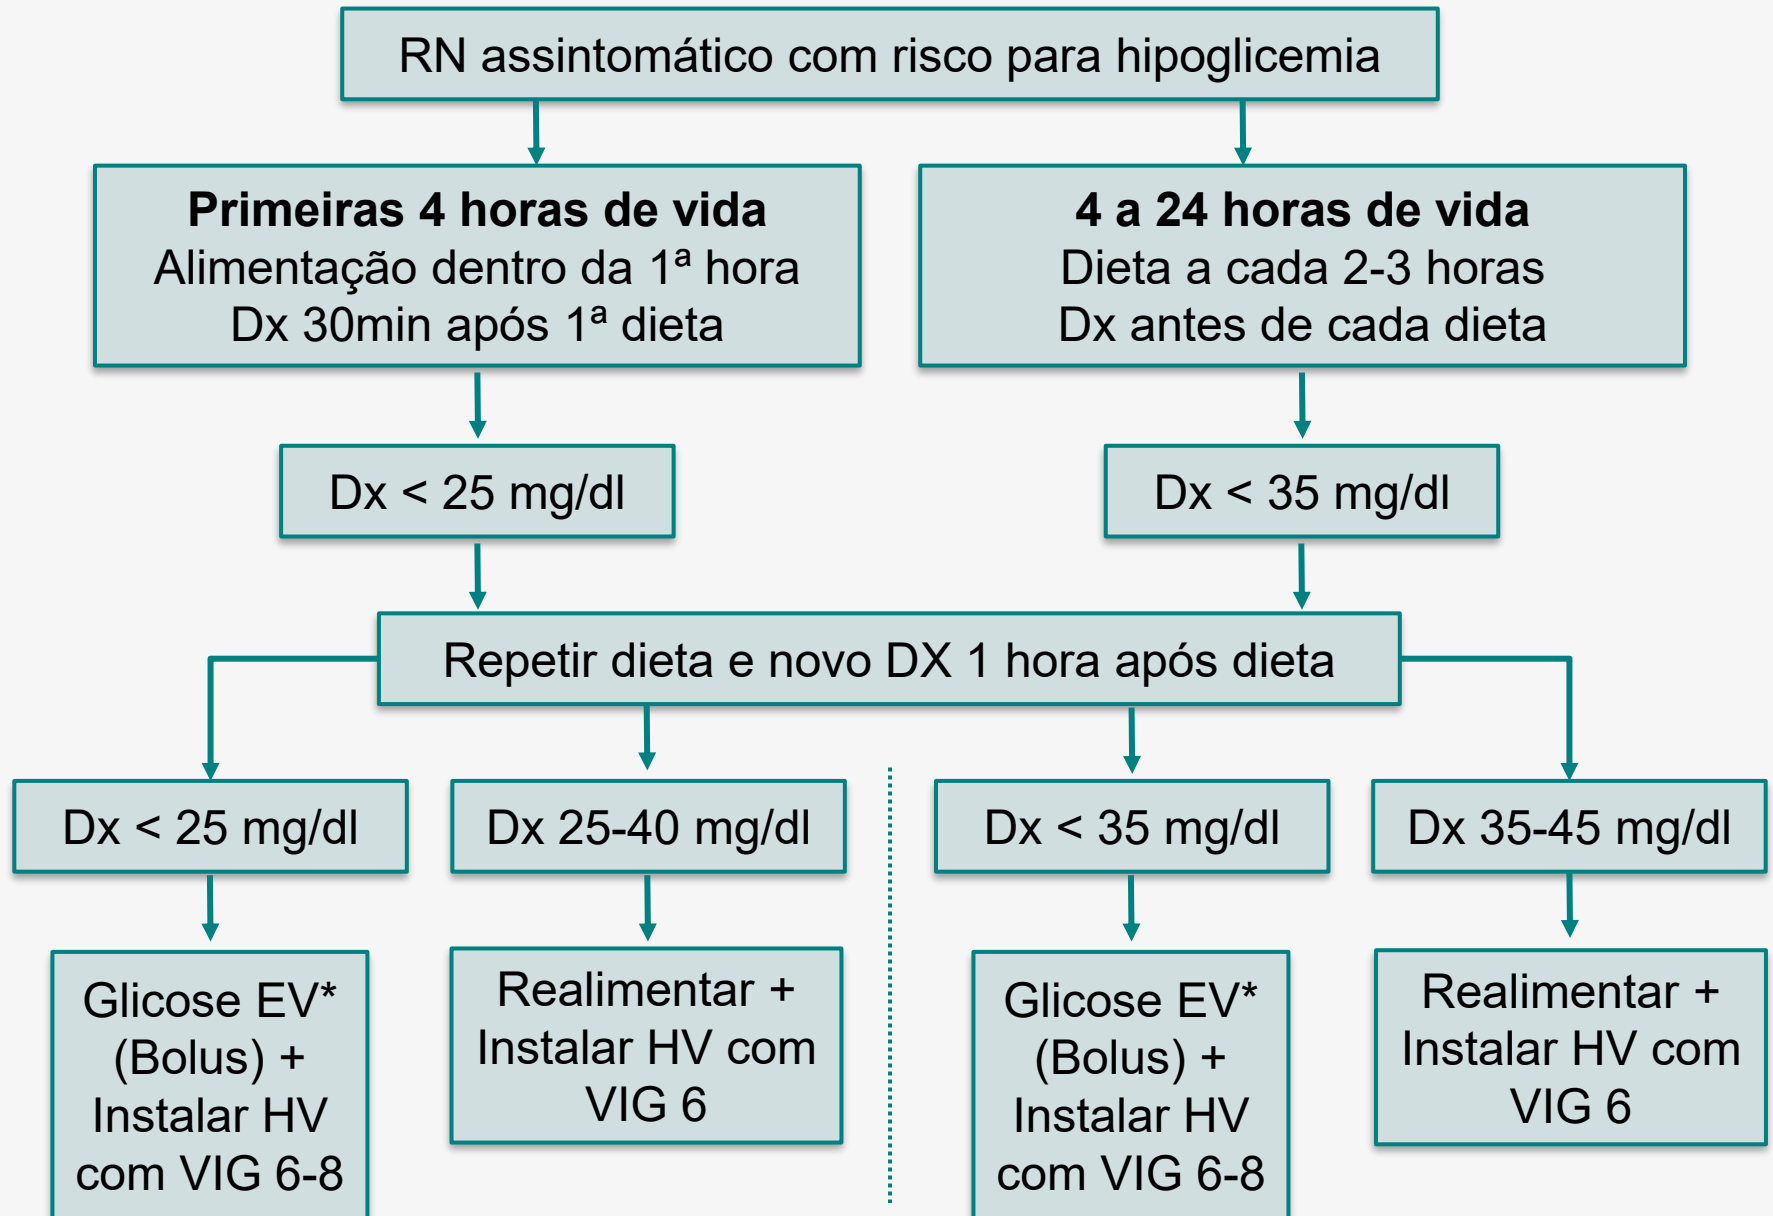 RN assintomático com risco para hipoglicemia
Primeiras 4 horas de vida
Alimentação dentro da 1ª hora
Dx 30min após 1ª dieta
4 a 24 horas de vida
Dieta a cada 2-3 horas
Dx antes de cada dieta
Dx < 25 mg/dl
Dx < 35 mg/dl
Repetir dieta e novo DX 1 hora após dieta
Dx < 25 mg/dl
Dx 25-40 mg/dl
Dx < 35 mg/dl
Dx 35-45 mg/dl
Glicose EV*
(Bolus) +
Instalar HV
com VIG 6-8
Realimentar +
Instalar HV com
VIG 6
Glicose EV*
(Bolus) +
Instalar HV
com VIG 6-8
Realimentar +
Instalar HV com
VIG 6